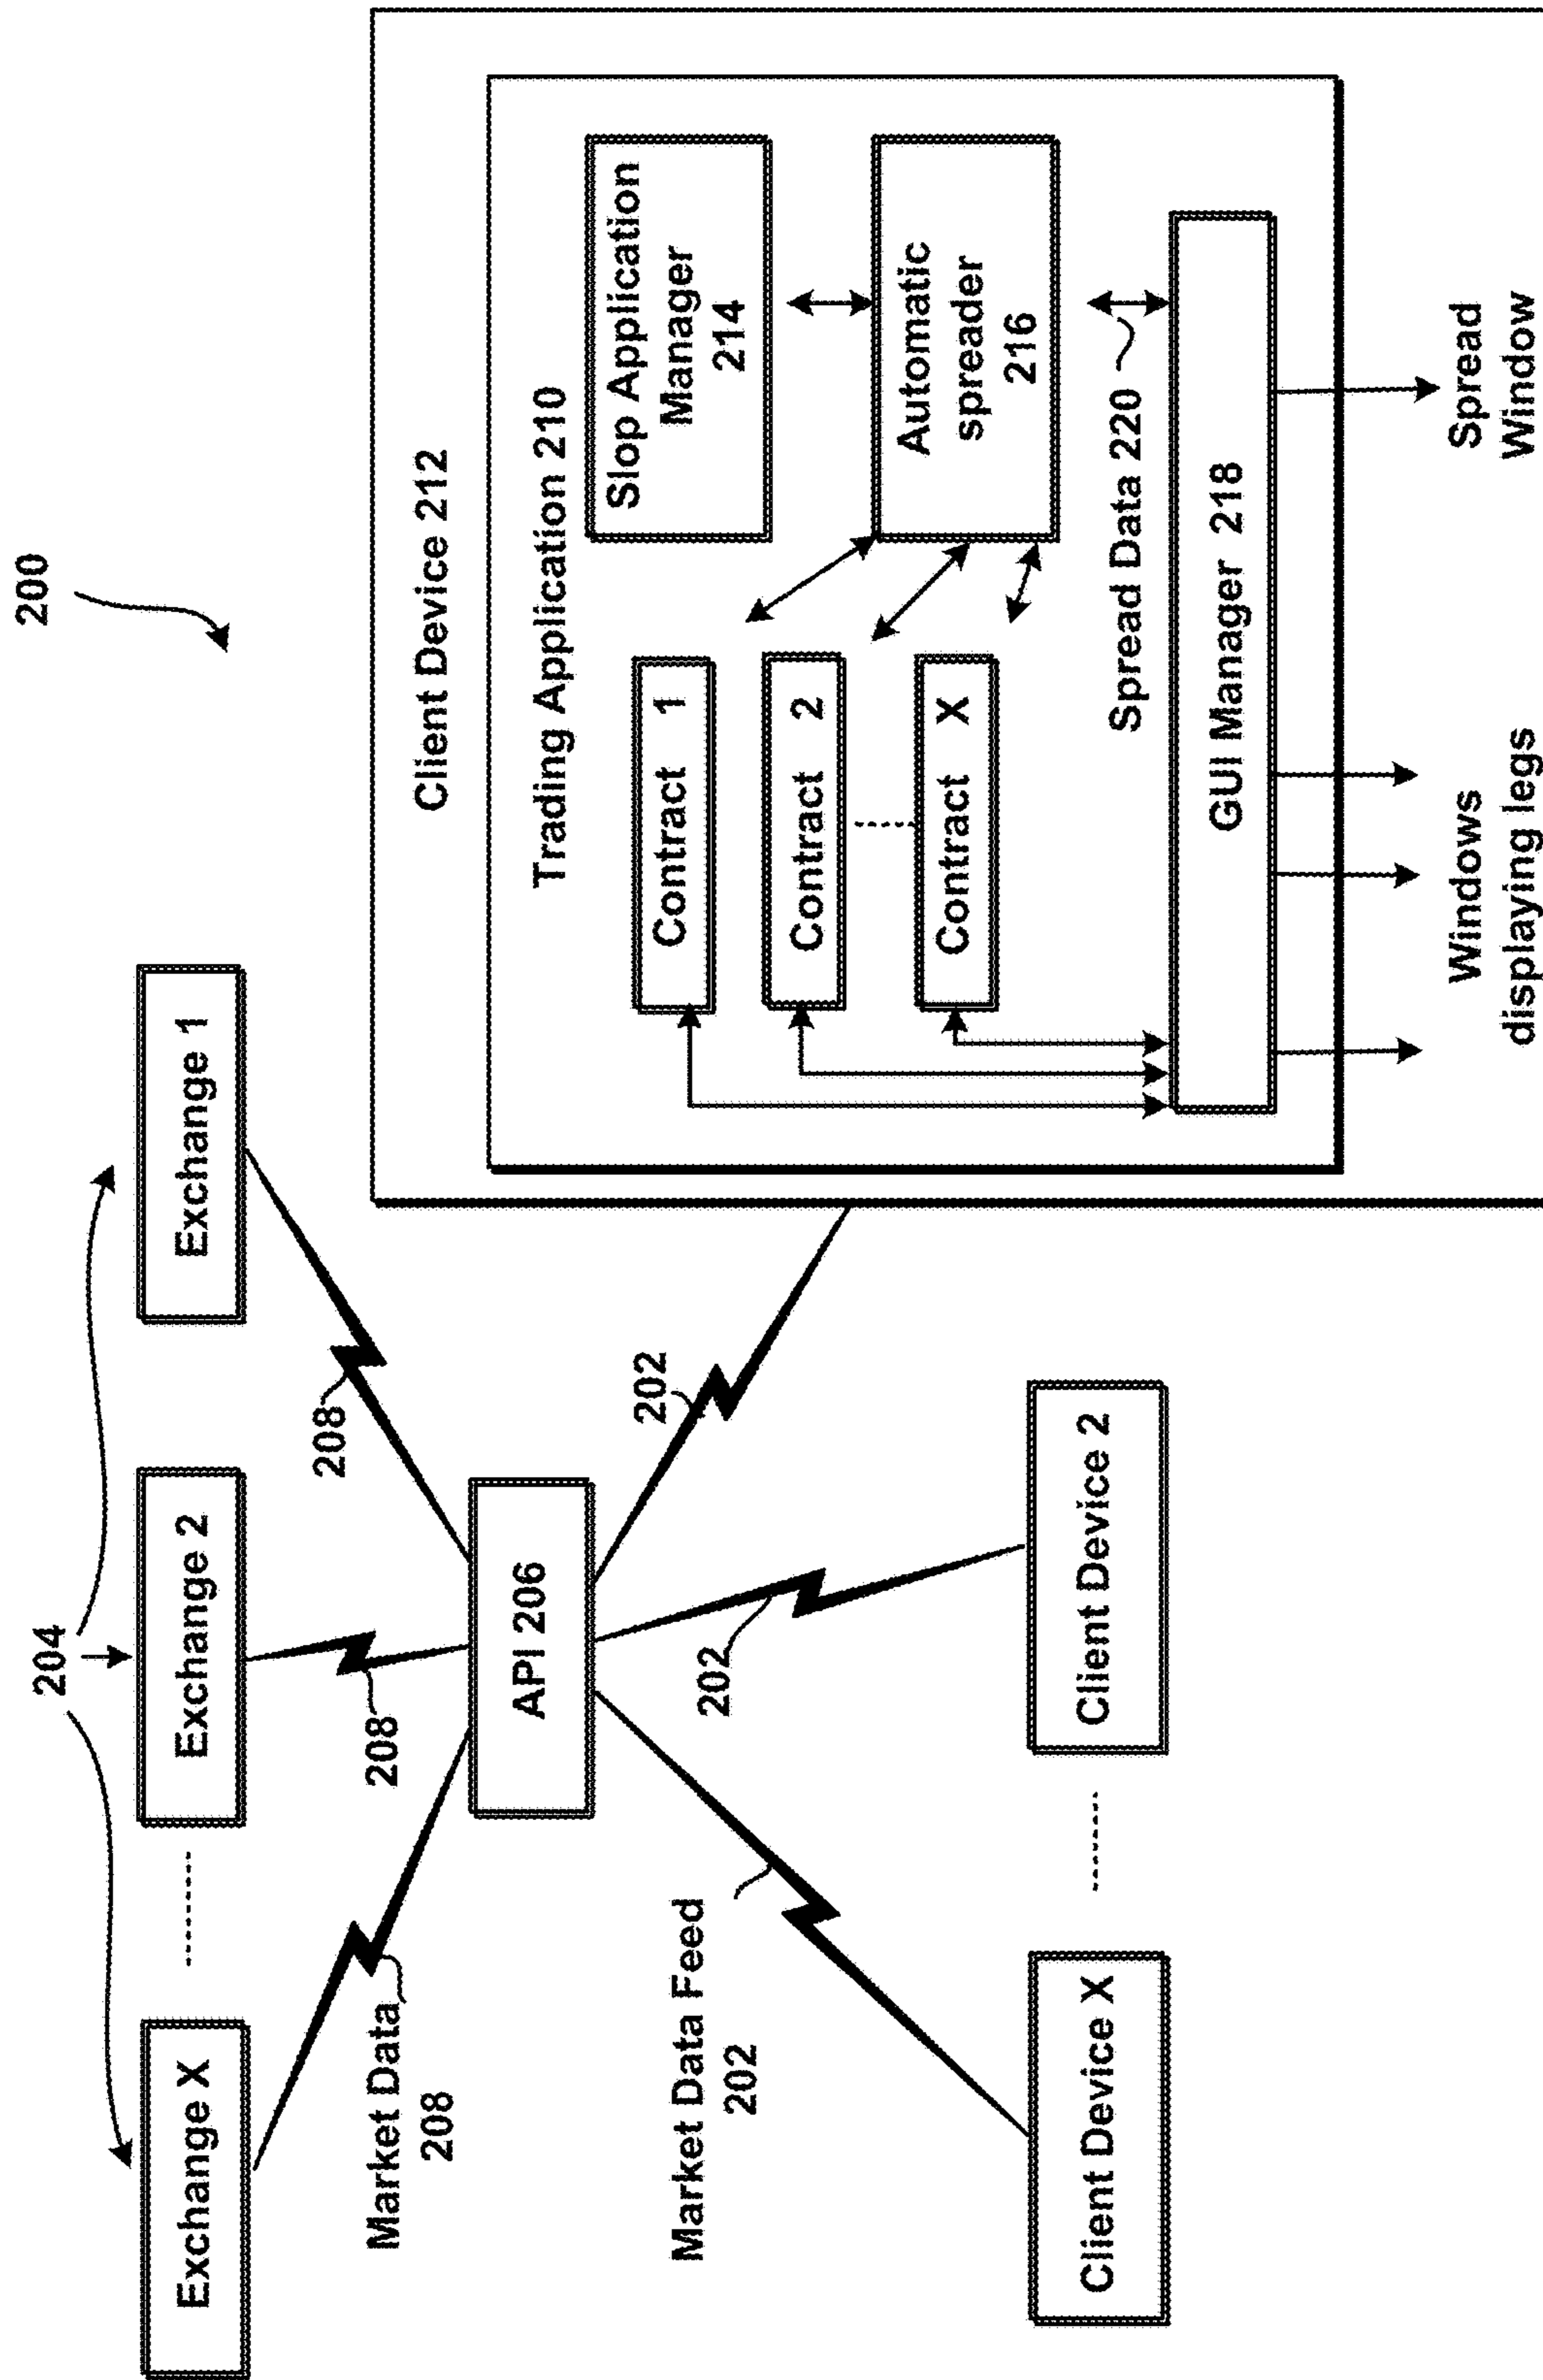 200
204
Exchange X
Exchange 2
Exchange 1
208
208
Market Data
208
API 206
202
202
Market Data Feed
202
Client Device X
Client Device 2
Client Device 212
Trading Application 210
Slop Application
Manager
214
Contract 1
Contract 2
Contract X
Automatic
spreader
216
Spread Data 220
GUI Manager 218
Windows
displaying legs
Spread
Window